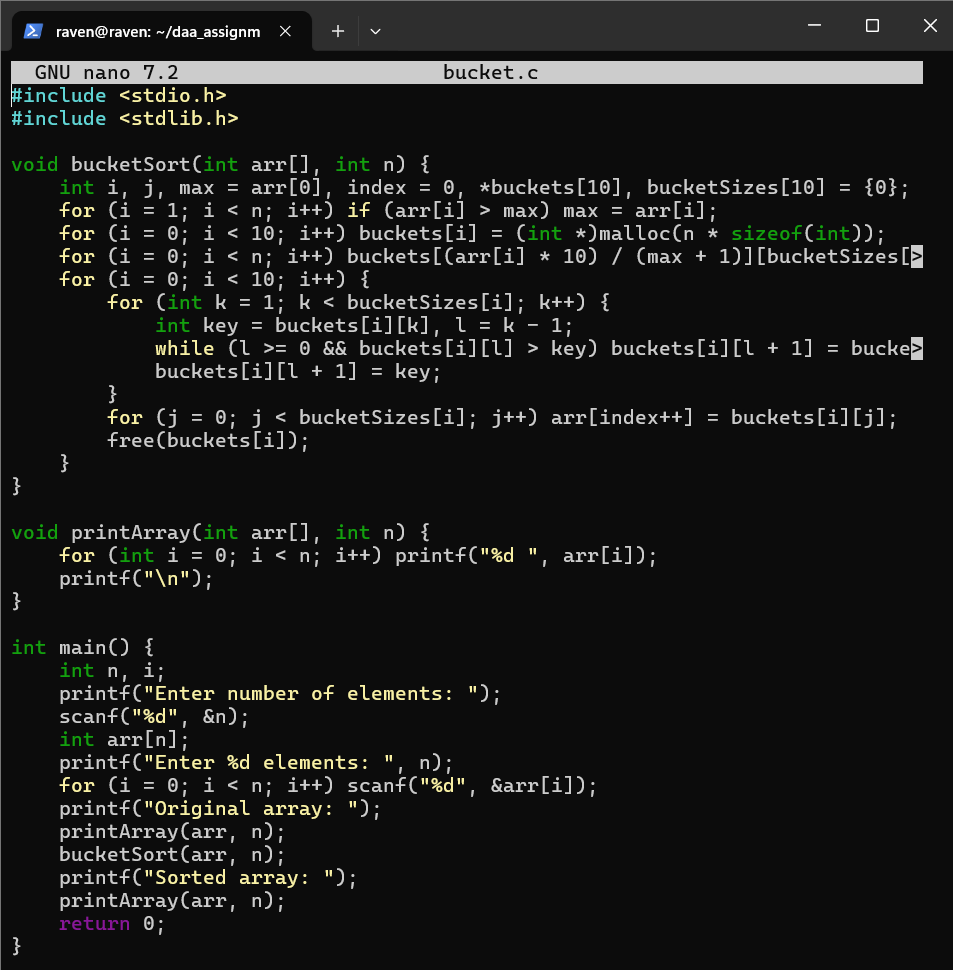 raven@raven: ~/daa_assignm
GNU nano 7.2 bucket.c
#include <stdio.h>
#include <stdlib.h>

void bucketSort(int arr[], int n) {
    int i, j, max = arr[0], index = 0, *buckets[10], bucketSizes[10] = {0};
    for (i = 1; i < n; i++) if (arr[i] > max) max = arr[i];
    for (i = 0; i < 10; i++) buckets[i] = (int *)malloc(n * sizeof(int));
    for (i = 0; i < n; i++) buckets[(arr[i] * 10) / (max + 1)][bucketSizes[>
    for (i = 0; i < 10; i++) {
        for (int k = 1; k < bucketSizes[i]; k++) {
            int key = buckets[i][k], l = k - 1;
            while (l >= 0 && buckets[i][l] > key) buckets[i][l + 1] = bucke>
            buckets[i][l + 1] = key;
        }
        for (j = 0; j < bucketSizes[i]; j++) arr[index++] = buckets[i][j];
        free(buckets[i]);
    }
}

void printArray(int arr[], int n) {
    for (int i = 0; i < n; i++) printf("%d ", arr[i]);
    printf("\n");
}

int main() {
    int n, i;
    printf("Enter number of elements: ");
    scanf("%d", &n);
    int arr[n];
    printf("Enter %d elements: ", n);
    for (i = 0; i < n; i++) scanf("%d", &arr[i]);
    printf("Original array: ");
    printArray(arr, n);
    bucketSort(arr, n);
    printf("Sorted array: ");
    printArray(arr, n);
    return 0;
}